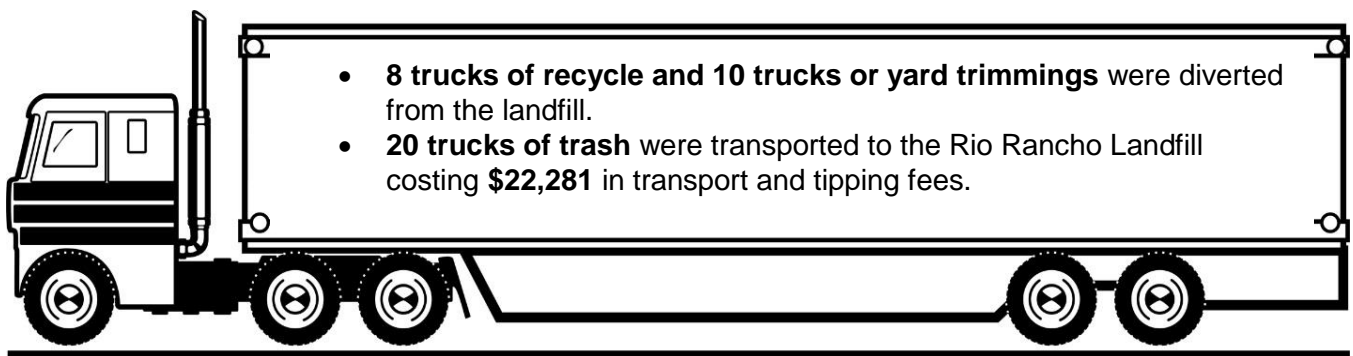 • 8 trucks of recycle and 10 trucks or yard trimmings were diverted
from the landfill.
• 20 trucks of trash were transported to the Rio Rancho Landfill
costing $22,281 in transport and tipping fees.